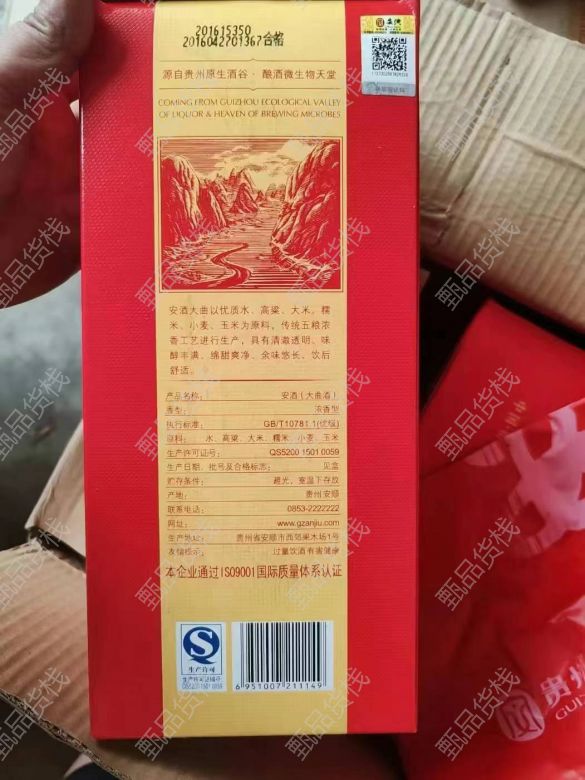 201615350
2016042701367合格
源自贵州原生酒谷·酿酒微生物天堂
COMING FROM GUIZHOU ECOLOGICAL VALLEY
OF LIQUOR & HEAVEN OF BREWING MICROBES
安酒大曲以优质水、高粱、大米、糯
米、小麦、玉米为原料,传统五粮浓
香工艺进行生产,具有清澈透明、味
醇丰满、绵甜爽净、余味悠长、饮后
舒适。
产品名称: 安酒(大曲酒)
香型: 浓香型
执行标准: GB/T10781.1(优级)
原料: 水、高粱、大米、糯米、小麦、玉米
生产许可证号: QS5200 1501 0059
生产日期、批号及合格标志: 见盒
贮存条件: 避光,室温下存放
产地: 贵州安顺
联系电话: 0853-2222222
网址: www.gzanjiu.com
生产地址: 贵州省安顺市西郊果木场1号
友情提示: 过量饮酒有害健康
本企业通过ISO9001国际质量体系认证
生产许可
QS5200 1501 0059
6951007211149
贵州
GUI
甄品货栈